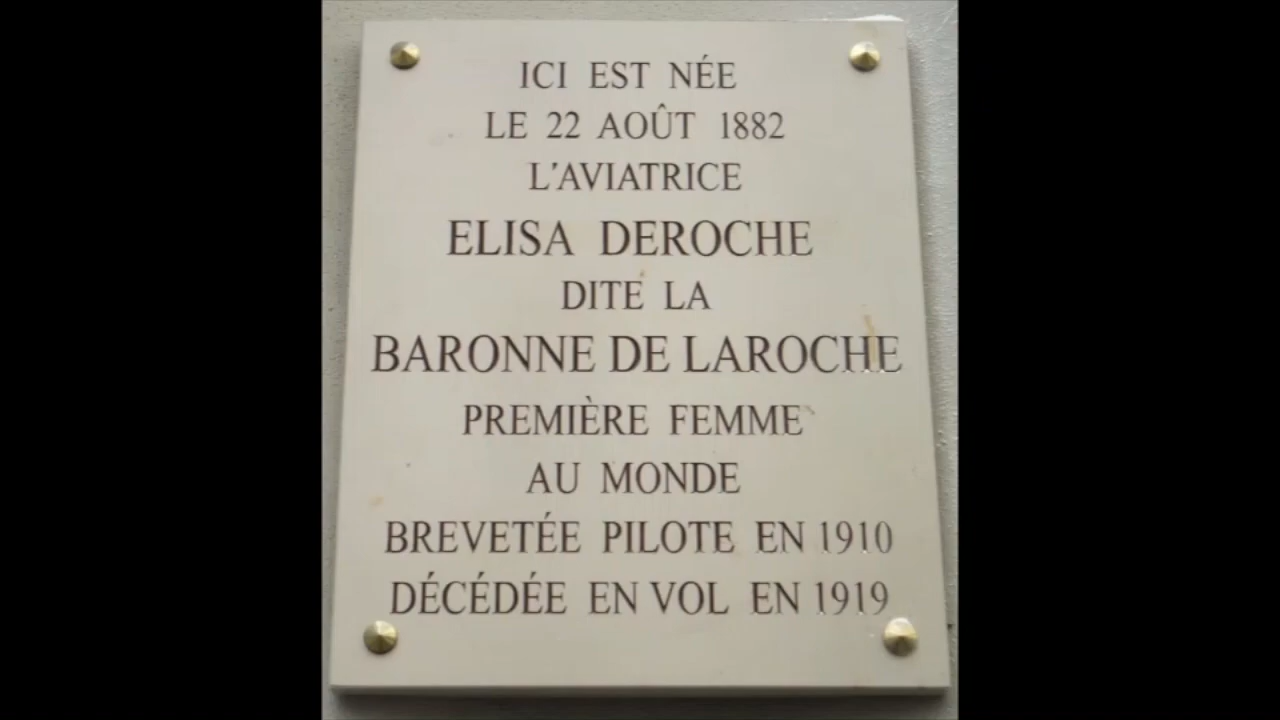 ICI EST NÉE
LE 22 AOÛT 1882
L'AVIATRICE
ELISA DEROCHE
DITE LA
BARONNE DE LAROCHE
PREMIÈRE FEMME
AU MONDE
BREVETÉE PILOTE EN 1910
DÉCÉDÉE EN VOL EN 1919